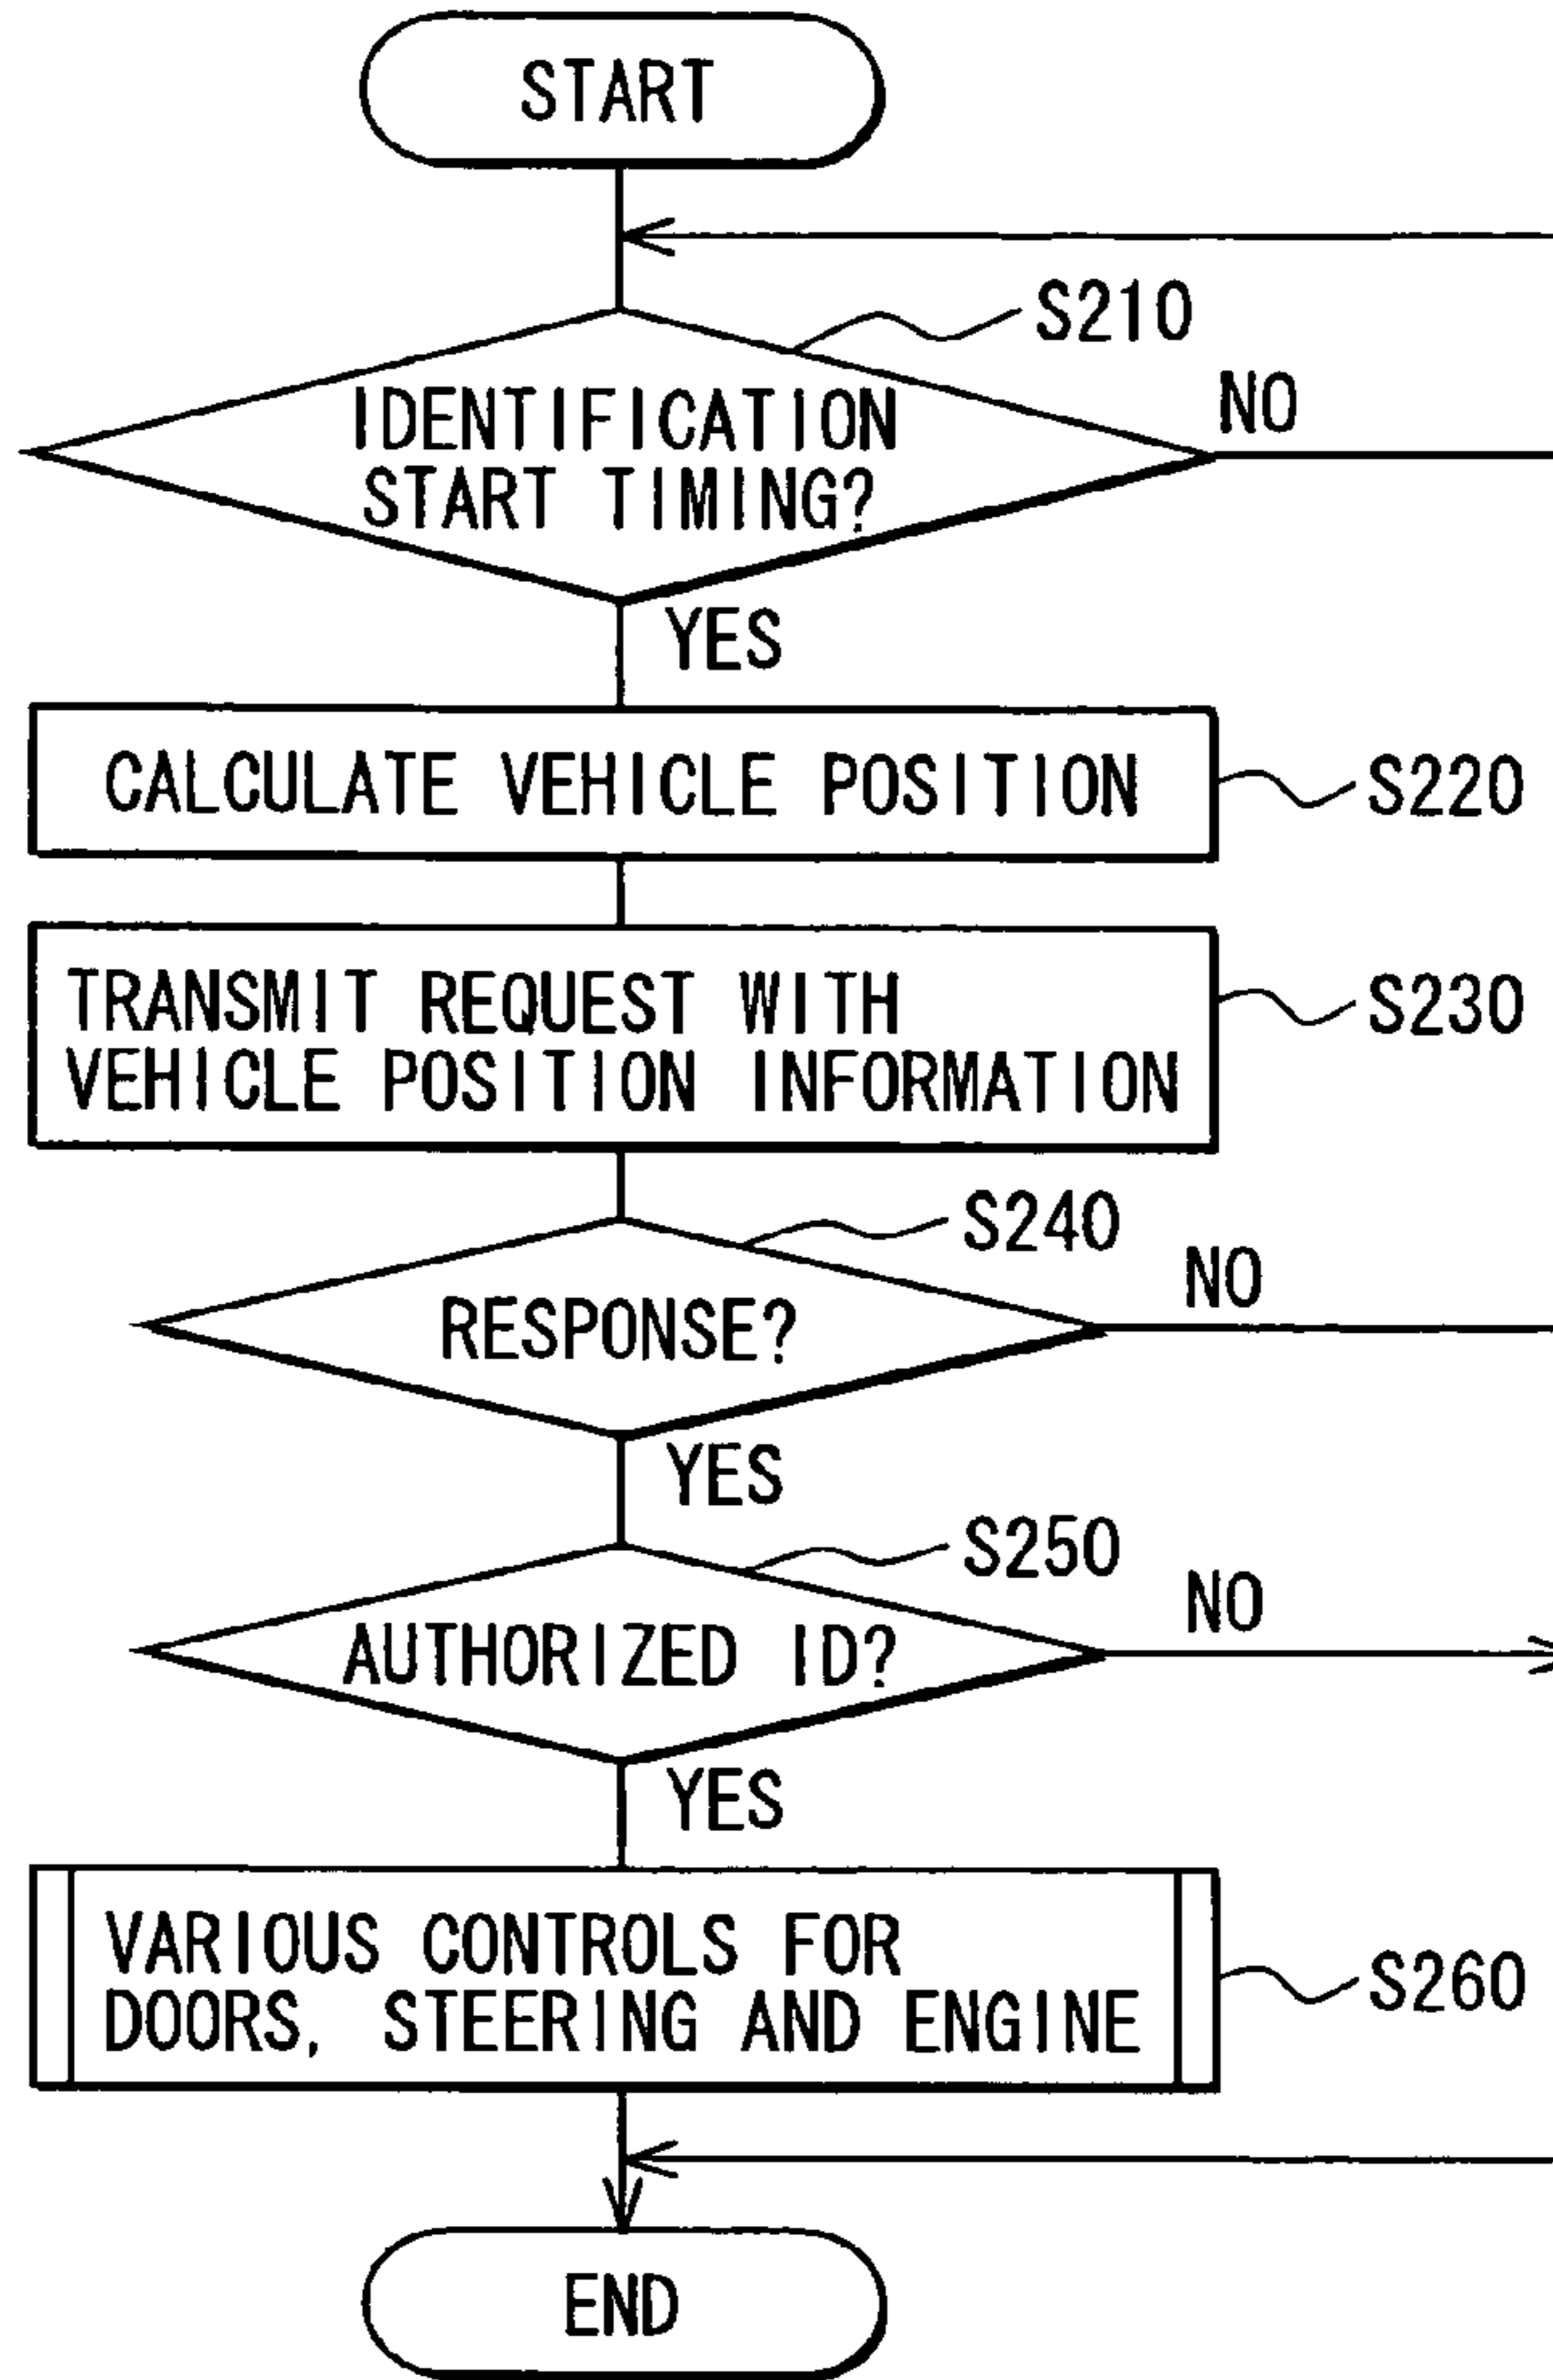 START
S210
IDENTIFICATION
START TIMING?
NO
YES
CALCULATE VEHICLE POSITION
S220
TRANSMIT REQUEST WITH
VEHICLE POSITION INFORMATION
S230
S240
RESPONSE?
NO
YES
S250
AUTHORIZED ID?
NO
YES
VARIOUS CONTROLS FOR
DOORS, STEERING AND ENGINE
S260
END